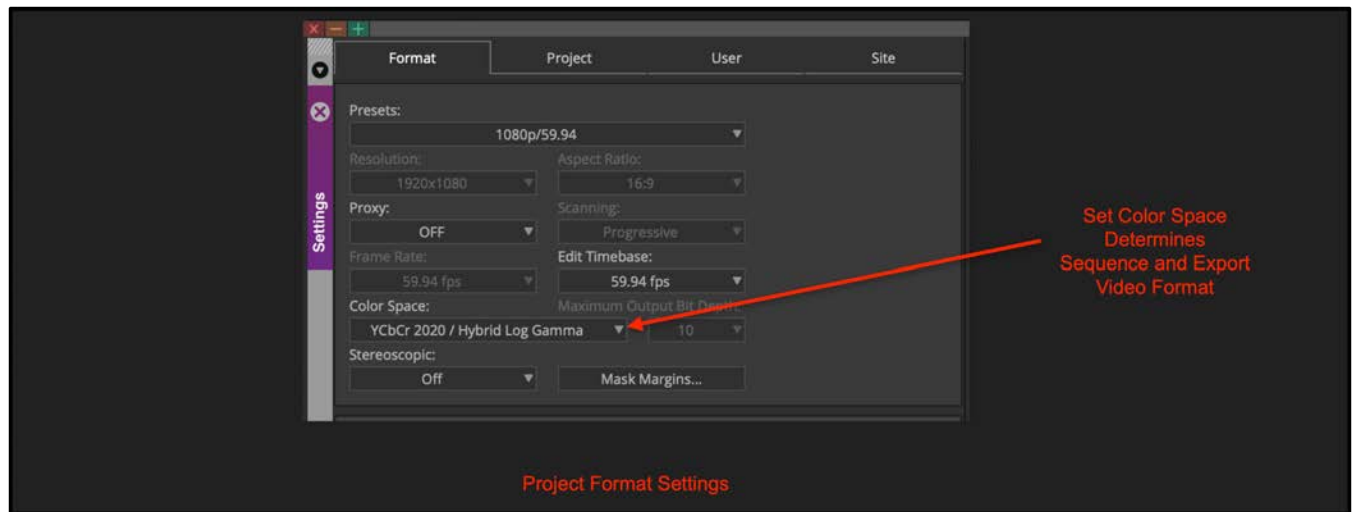 Format Project User Site
Presets:
1080p/59.94
Resolution: Aspect Ratio:
1920x1080 16:9
Proxy: Scanning:
OFF Progressive
Frame Rate: Edit Timebase:
59.94 fps 59.94 fps
Color Space: Maximum Output Bit Depth:
YCbCr 2020 / Hybrid Log Gamma 10
Stereoscopic:
Off Mask Margins...
Settings
Set Color Space
Determines
Sequence and Export
Video Format
Project Format Settings